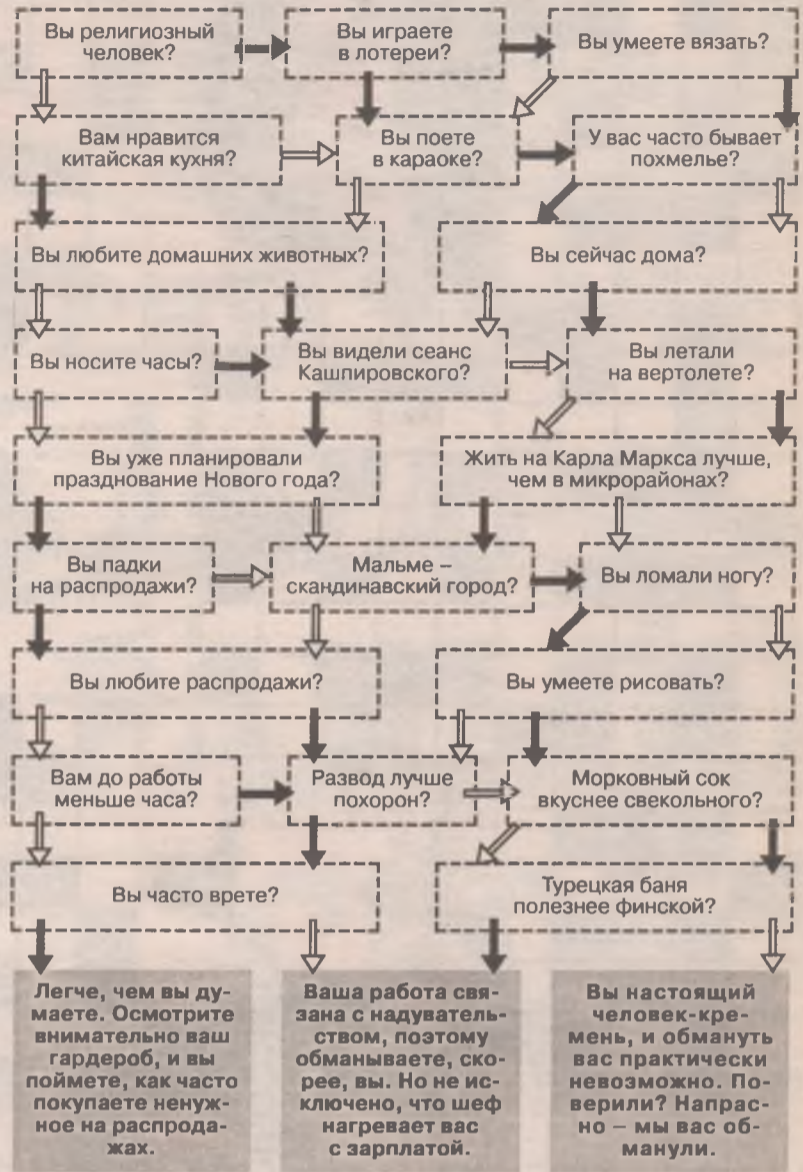 Вы религиозный
человек?
Вы играете
в лотереи?
Вы умеете вязать?
Вам нравится
китайская кухня?
Вы поете
в караоке?
У вас часто бывает
похмелье?
Вы любите домашних животных?
Вы сейчас дома?
Вы носите часы?
Вы видели сеанс
Кашпировского?
Вы летали
на вертолете?
Вы уже планировали
празднование Нового года?
Жить на Карла Маркса лучше,
чем в микрорайонах?
Вы падки
на распродажи?
Мальме –
скандинавский город?
Вы ломали ногу?
Вы любите распродажи?
Вы умеете рисовать?
Вам до работы
меньше часа?
Развод лучше
похорон?
Морковный сок
вкуснее свекольного?
Вы часто врете?
Турецкая баня
полезнее финской?
Легче, чем вы ду-
маете. Осмотрите
внимательно ваш
гардероб, и вы
поймете, как часто
покупаете ненуж-
ное на распрода-
жах.
Ваша работа свя-
зана с надуватель-
ством, поэтому
обманываете, ско-
рее, вы. Но не ис-
ключено, что шеф
нагревает вас
с зарплатой.
Вы настоящий
человек-кре-
мень, и обмануть
вас практически
невозможно. По-
верили? Напрас-
но – мы вас об-
манули.